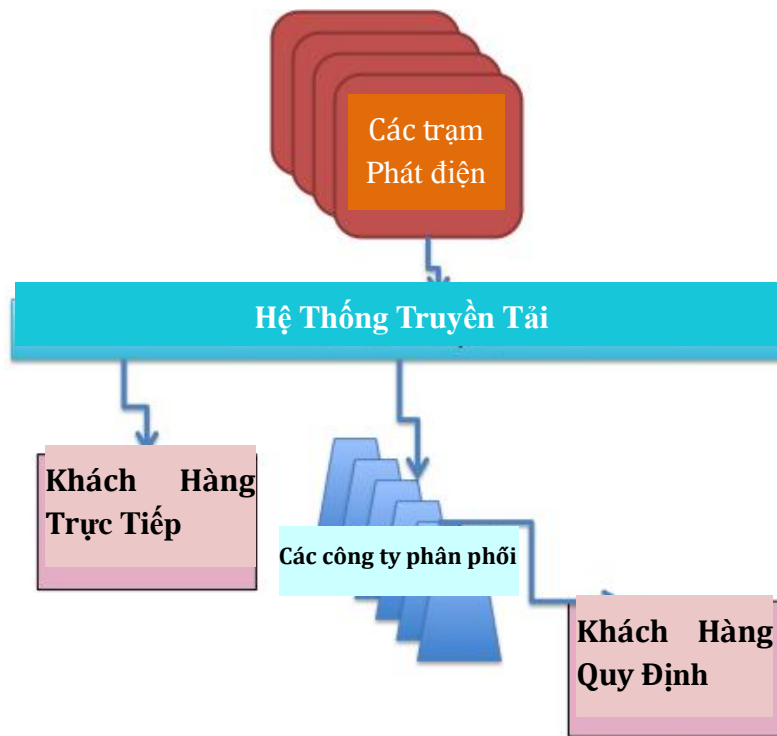 Các trạm
Phát điện
Hệ Thống Truyền Tải
Khách Hàng
Trực Tiếp
Các công ty phân phối
Khách Hàng
Quy Định